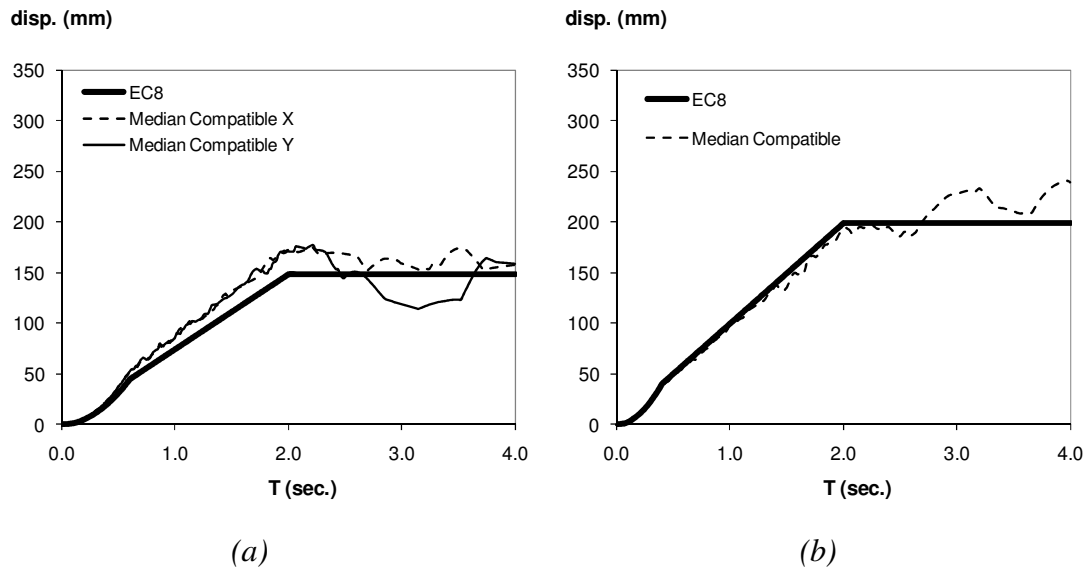 disp. (mm)
350
300
250
200
150
100
50
0
EC8
Median Compatible X
Median Compatible Y
0.0 1.0 2.0 3.0 4.0
T (sec.)
(a)
disp. (mm)
350
300
250
200
150
100
50
0
EC8
Median Compatible
0.0 1.0 2.0 3.0 4.0
T (sec.)
(b)